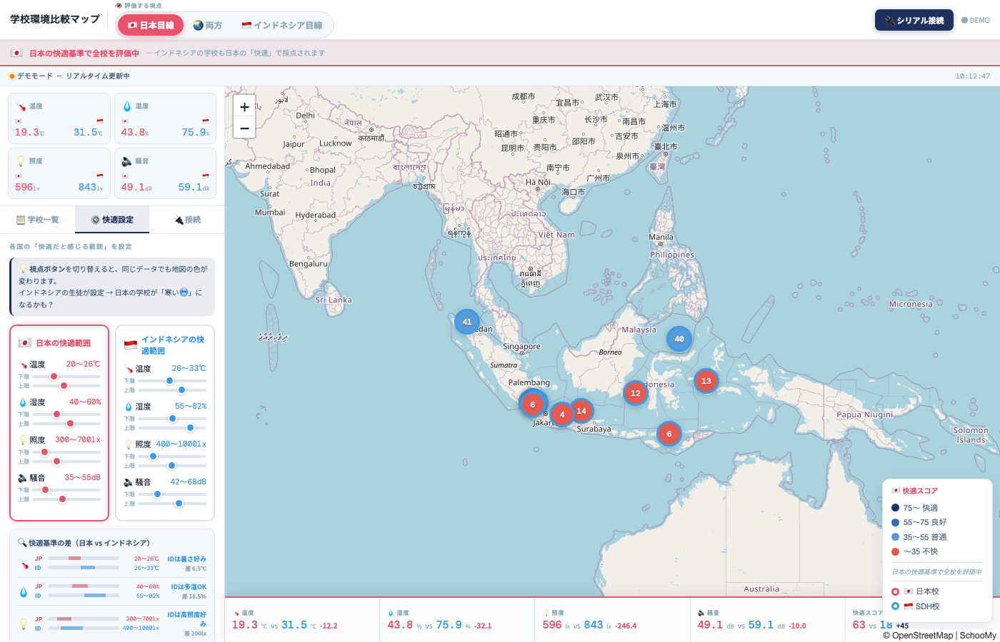 学校環境比較マップ
評価する視点
日本目線
両方
インドネシア目線
シリアル接続
DEMO
日本の快適基準で全校を評価中 — インドネシアの学校も日本の「快適」で採点されます
デモモード － リアルタイム更新中
10:12:47
温度
19.3℃ 31.5℃
湿度
43.8% 75.9%
照度
596lx 843lx
騒音
49.1dB 59.1dB
学校一覧
快適設定
接続
各国の「快適だと感じる範囲」を設定
視点ボタンを切り替えると、同じデータでも地図の色が
変わります。
インドネシアの生徒が設定 → 日本の学校が「寒い🥶」に
なるかも？
日本の快適範囲
温度 20〜26℃
下限
上限
湿度 40〜60%
下限
上限
照度 300〜700lx
下限
上限
騒音 35〜55dB
下限
上限
インドネシアの快
適範囲
温度 26〜33℃
下限
上限
湿度 55〜82%
下限
上限
照度 400〜1000lx
下限
上限
騒音 42〜68dB
下限
上限
快適基準の差（日本 vs インドネシア）
JP 20〜26℃ IDは暑さ好み
ID 26〜33℃ 差 6.5℃
JP 40〜60% IDは多湿OK
ID 55〜82% 差 18.5%
JP 300〜700lx IDは高照度好
み
ID 400〜1000lx
差 200lx
+
−
لاہور
Delhi
नेपाल
काठमाडौं
Jaipur
Lucknow
Ahmedabad
Bhopal
India
বাংলাদেশ
চট্টগ্রাম
Surat
Mumbai
Hyderabad
Bengaluru
Sri Lanka
ދިވެހިރާއްޖެ
成都市
武汉市
宜昌市
上海市
重庆市
长沙市
南昌市
温州市
昭通市
邵阳市
吉安市
昆明市
贵阳市
臺北市
泉州市
臺灣
南宁市
广州市
Hà Nội
海口市
မြန်မာ
ရန်ကုန်
ປະເທດລາວ
Việt Nam
ประเทศไทย
រាជធានី
ភ្នំពេញ
Manila
Philippines
Micronesia
41
edan
40
Malaysia
Singapore
Borneo
Sumatra
13
Palembang
12
donesia
6
4
14
Jakar
Surabaya
6
Papua Niugini
Solomon
Islands
Australia
快適スコア
75〜 快適
55〜75 良好
35〜55 普通
〜35 不快
日本の快適基準で全校を評価中
日本校
SDH校
温度
19.3 ℃ VS 31.5 ℃ -12.2
湿度
43.8 % VS 75.9 % -32.1
照度
596 lx VS 843 lx -246.4
騒音
49.1 dB VS 59.1 dB -10.0
快適スコア
63 VS 18 +45
© OpenStreetMap | SchooMy